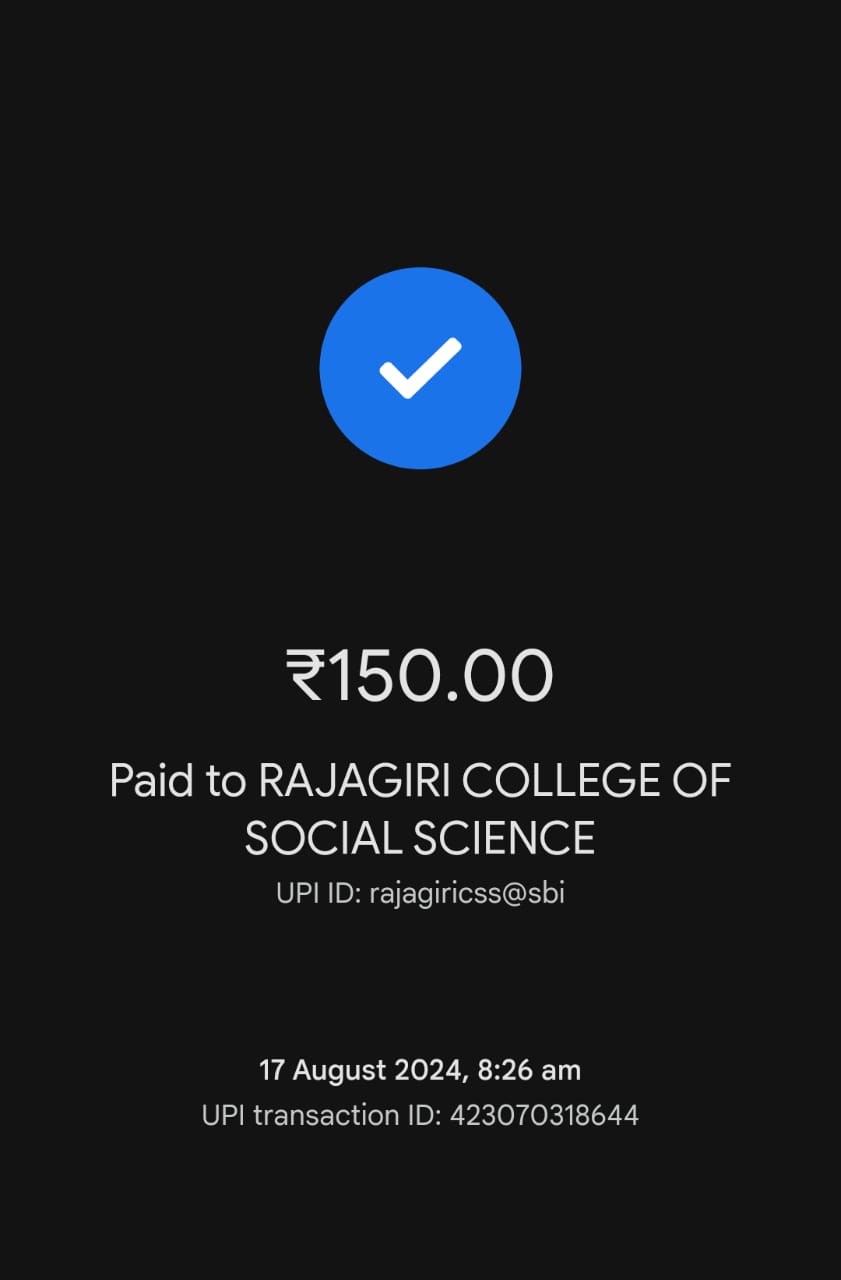 ₹150.00
Paid to RAJAGIRI COLLEGE OF
SOCIAL SCIENCE
UPI ID: rajagiricss@sbi
17 August 2024, 8:26 am
UPI transaction ID: 423070318644